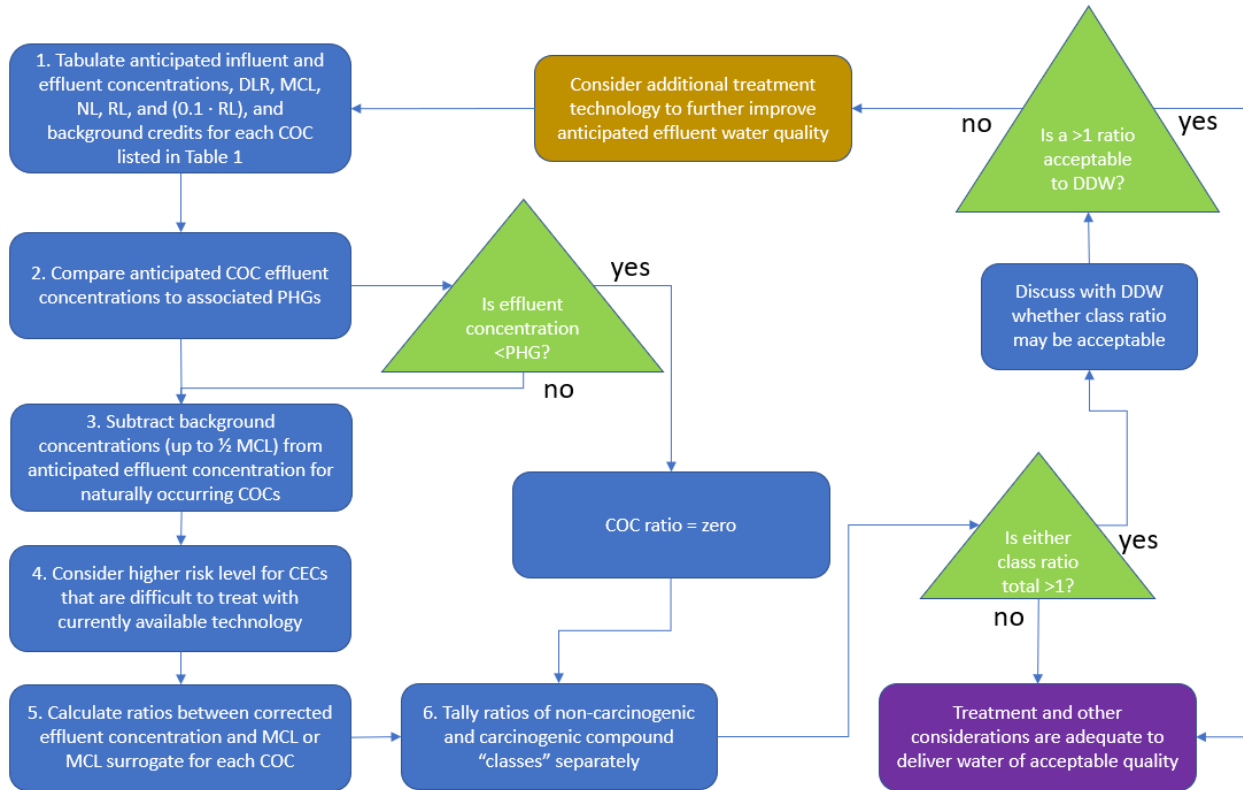 1. Tabulate anticipated influent and
effluent concentrations, DLR, MCL,
NL, RL, and (0.1 · RL), and
background credits for each COC
listed in Table 1
Consider additional treatment
technology to further improve
anticipated effluent water quality
no
Is a >1 ratio
acceptable
to DDW?
yes
2. Compare anticipated COC effluent
concentrations to associated PHGs
Is effluent
concentration
<PHG?
yes
no
Discuss with DDW
whether class ratio
may be acceptable
3. Subtract background
concentrations (up to ½ MCL) from
anticipated effluent concentration for
naturally occurring COCs
COC ratio = zero
Is either
class ratio
total >1?
yes
no
4. Consider higher risk level for CECs
that are difficult to treat with
currently available technology
5. Calculate ratios between corrected
effluent concentration and MCL or
MCL surrogate for each COC
6. Tally ratios of non-carcinogenic
and carcinogenic compound
“classes” separately
Treatment and other
considerations are adequate to
deliver water of acceptable quality